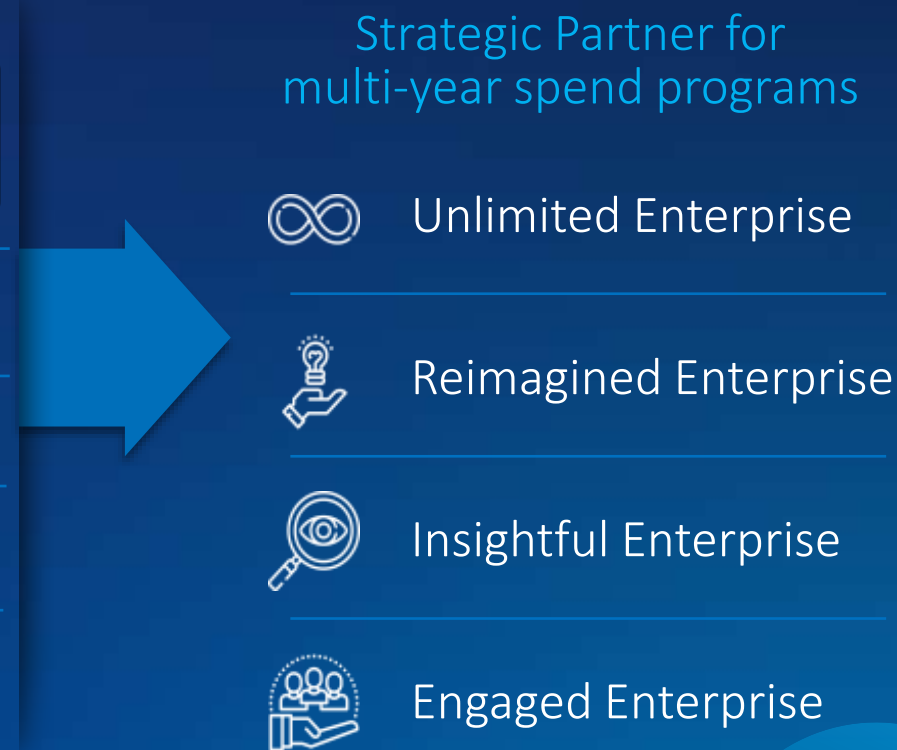 Strategic Partner for
multi-year spend programs
Unlimited Enterprise
Reimagined Enterprise
Insightful Enterprise
Engaged Enterprise